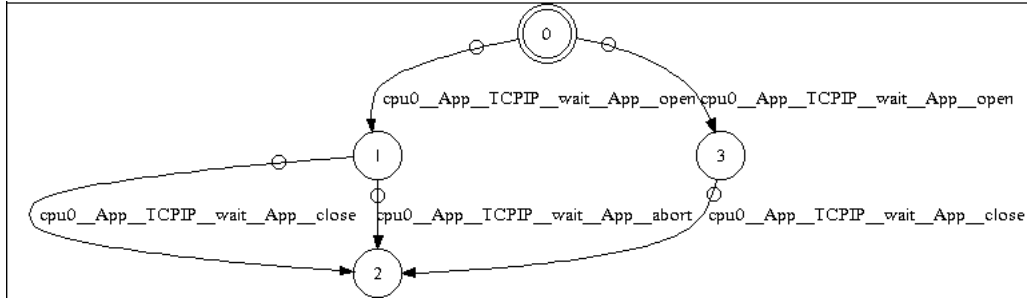 0
cpu0__App__TCPIP__wait__App__open cpu0__App__TCPIP__wait__App__open
1 3
cpu0__App__TCPIP__wait__App__close cpu0__App__TCPIP__wait__App__abort cpu0__App__TCPIP__wait__App__close
2